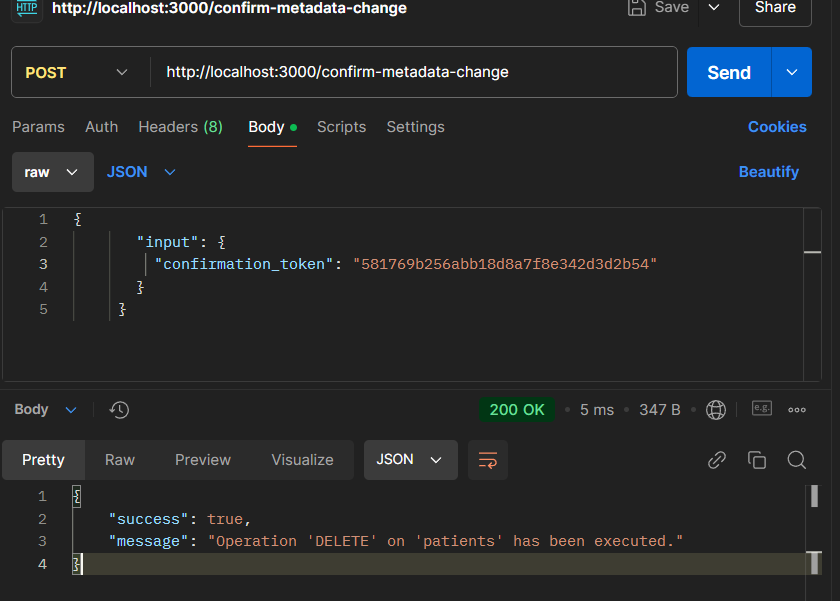 HTTP http://localhost:3000/confirm-metadata-change Save Share
POST http://localhost:3000/confirm-metadata-change Send
Params Auth Headers (8) Body Scripts Settings Cookies
raw JSON Beautify
1 {
2 "input": {
3 "confirmation_token": "581769b256abb18d8a7f8e342d3d2b54"
4 }
5 }
Body 200 OK • 5 ms • 347 B • e.g.
Pretty Raw Preview Visualize JSON
1 {
2 "success": true,
3 "message": "Operation 'DELETE' on 'patients' has been executed."
4 }